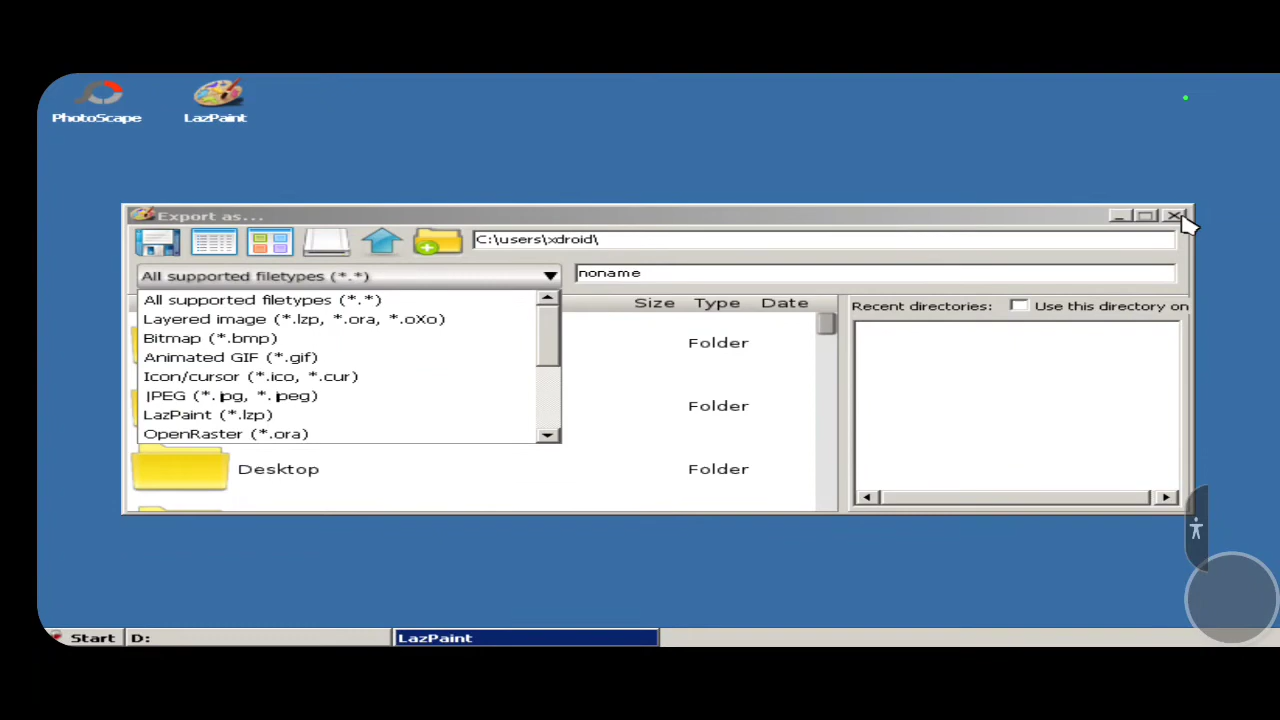 PhotoScape
LazPaint
Export as...
C:\users\xdroid\
All supported filetypes (*.*)
noname
All supported filetypes (*.*)
Layered image (*.lzp, *.ora, *.oXo)
Bitmap (*.bmp)
Animated GIF (*.gif)
Icon/cursor (*.ico, *.cur)
JPEG (*.jpg, *.jpeg)
LazPaint (*.lzp)
OpenRaster (*.ora)
Size Type Date
Folder
Folder
Desktop Folder
Recent directories: Use this directory on
Start D: LazPaint